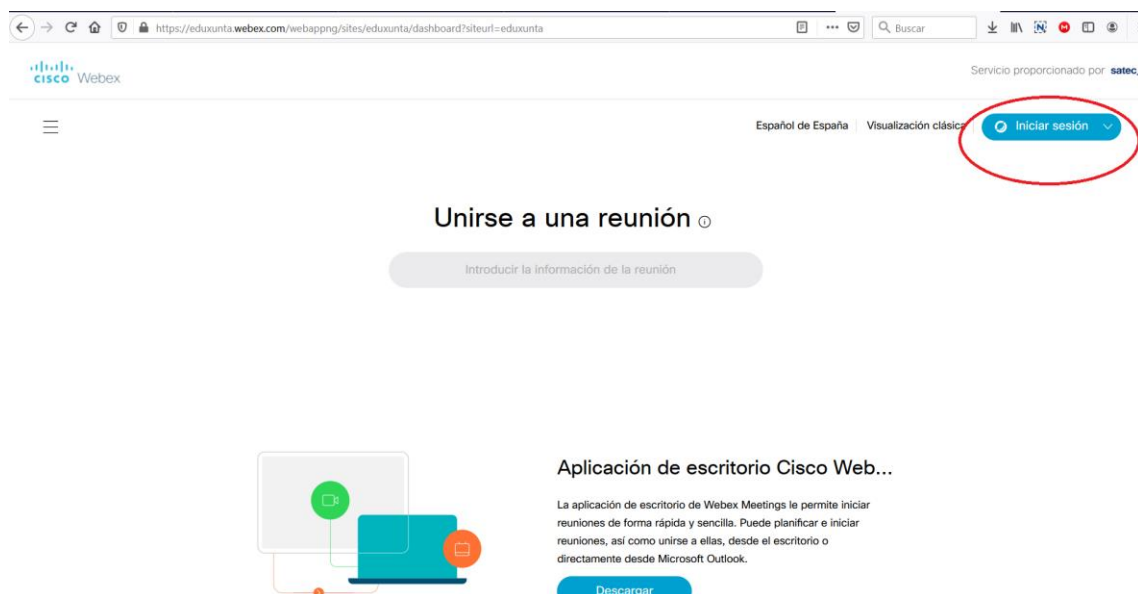 https://eduxunta.webex.com/webappng/sites/eduxunta/dashboard?siteurl=eduxunta
Buscar
cisco Webex
Servicio proporcionado por satec
Español de España
Visualización clásica
Iniciar sesión
Unirse a una reunión
Introducir la información de la reunión
Aplicación de escritorio Cisco Web...
La aplicación de escritorio de Webex Meetings le permite iniciar
reuniones de forma rápida y sencilla. Puede planificar e iniciar
reuniones, así como unirse a ellas, desde el escritorio o
directamente desde Microsoft Outlook.
Descargar